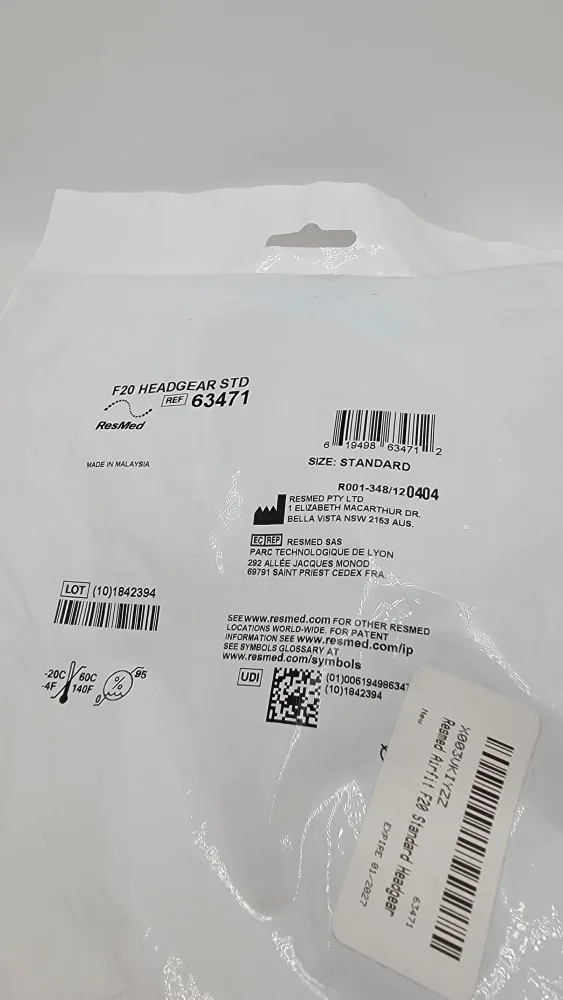 F20 HEADGEAR STD
REF 63471
ResMed
MADE IN MALAYSIA
6 19498 63471 2
SIZE: STANDARD
R001-348/12 0404
RESMED PTY LTD
1 ELIZABETH MACARTHUR DR.
BELLA VISTA NSW 2153 AUS.
EC REP RESMED SAS
PARC TECHNOLOGIQUE DE LYON
292 ALLÉE JACQUES MONOD
69791 SAINT PRIEST CEDEX FRA.
LOT (10)1842394
SEE www.resmed.com FOR OTHER RESMED
LOCATIONS WORLD-WIDE. FOR PATENT
INFORMATION SEE www.resmed.com/ip
SEE SYMBOLS GLOSSARY AT
www.resmed.com/symbols
-20C 60C
-4F 140F
0 % 95
UDI (01)006194986347
(10)1842394
X003UKIYZZ
Resmed Airfit F20 Standard Headgear
New
63471
EXPIRE 01/2027